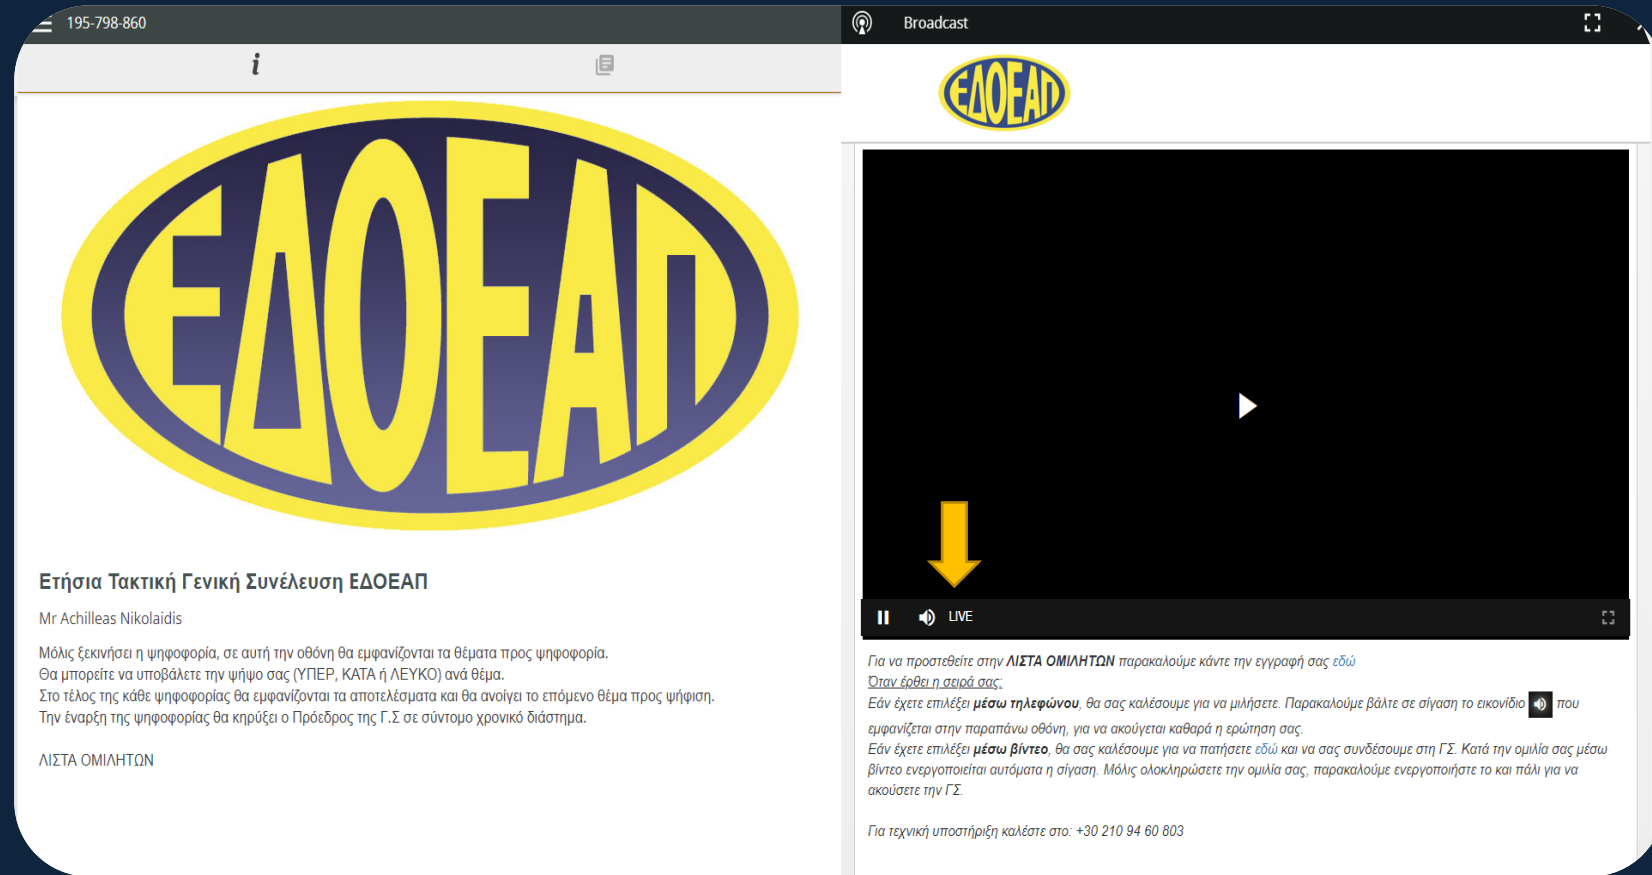 195-798-860
i
ΕΔΟΕΑΠ
Ετήσια Τακτική Γενική Συνέλευση ΕΔΟΕΑΠ
Mr Achilleas Nikolaidis
Μόλις ξεκινήσει η ψηφοφορία, σε αυτή την οθόνη θα εμφανίζονται τα θέματα προς ψηφοφορία.
Θα μπορείτε να υποβάλετε την ψήφο σας (ΥΠΕΡ, ΚΑΤΑ ή ΛΕΥΚΟ) ανά θέμα.
Στο τέλος της κάθε ψηφοφορίας θα εμφανίζονται τα αποτελέσματα και θα ανοίγει το επόμενο θέμα προς ψήφιση.
Την έναρξη της ψηφοφορίας θα κηρύξει ο Πρόεδρος της Γ.Σ σε σύντομο χρονικό διάστημα.
ΛΙΣΤΑ ΟΜΙΛΗΤΩΝ
Broadcast
ΕΔΟΕΑΠ
LIVE
Για να προστεθείτε στην ΛΙΣΤΑ ΟΜΙΛΗΤΩΝ παρακαλούμε κάντε την εγγραφή σας εδώ
Όταν έρθει η σειρά σας:
Εάν έχετε επιλέξει μέσω τηλεφώνου, θα σας καλέσουμε για να μιλήσετε. Παρακαλούμε βάλτε σε σίγαση το εικονίδιο που
εμφανίζεται στην παραπάνω οθόνη, για να ακούγεται καθαρά η ερώτηση σας.
Εάν έχετε επιλέξει μέσω βίντεο, θα σας καλέσουμε για να πατήσετε εδώ και να σας συνδέσουμε στη ΓΣ. Κατά την ομιλία σας μέσω
βίντεο ενεργοποιείται αυτόματα η σίγαση. Μόλις ολοκληρώσετε την ομιλία σας, παρακαλούμε ενεργοποιήστε το και πάλι για να
ακούσετε την ΓΣ.
Για τεχνική υποστήριξη καλέστε στο: +30 210 94 60 803